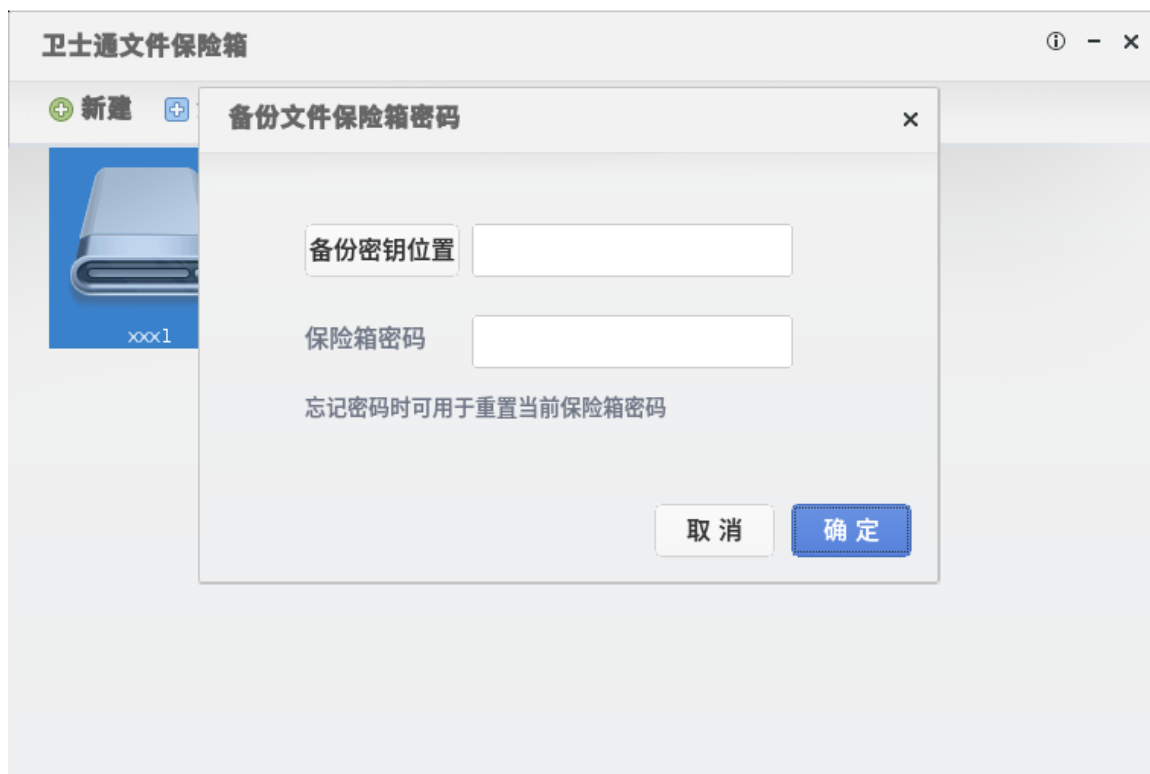 卫士通文件保险箱
新建
备份文件保险箱密码
备份密钥位置
xxx1
保险箱密码
忘记密码时可用于重置当前保险箱密码
取 消 确 定